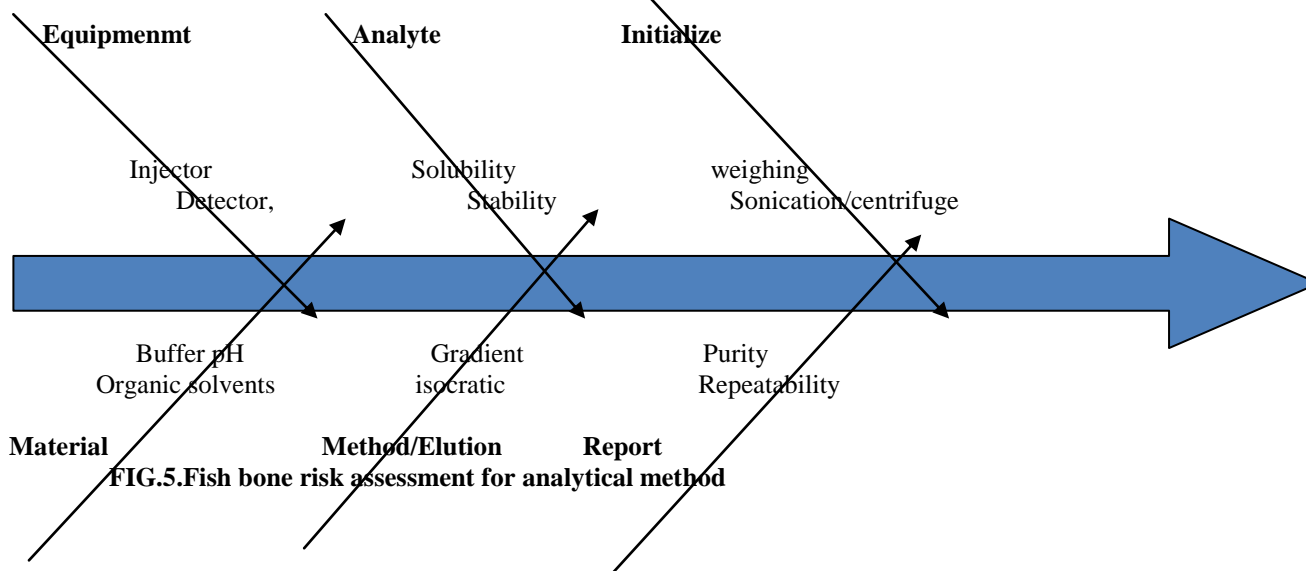 Equipmenmt Analyte Initialize
Injector Solubility weighing
Detector, Stability Sonication/centrifuge
Buffer pH Gradient Purity
Organic solvents isocratic Repeatability
Material Method/Elution Report
FIG.5.Fish bone risk assessment for analytical method